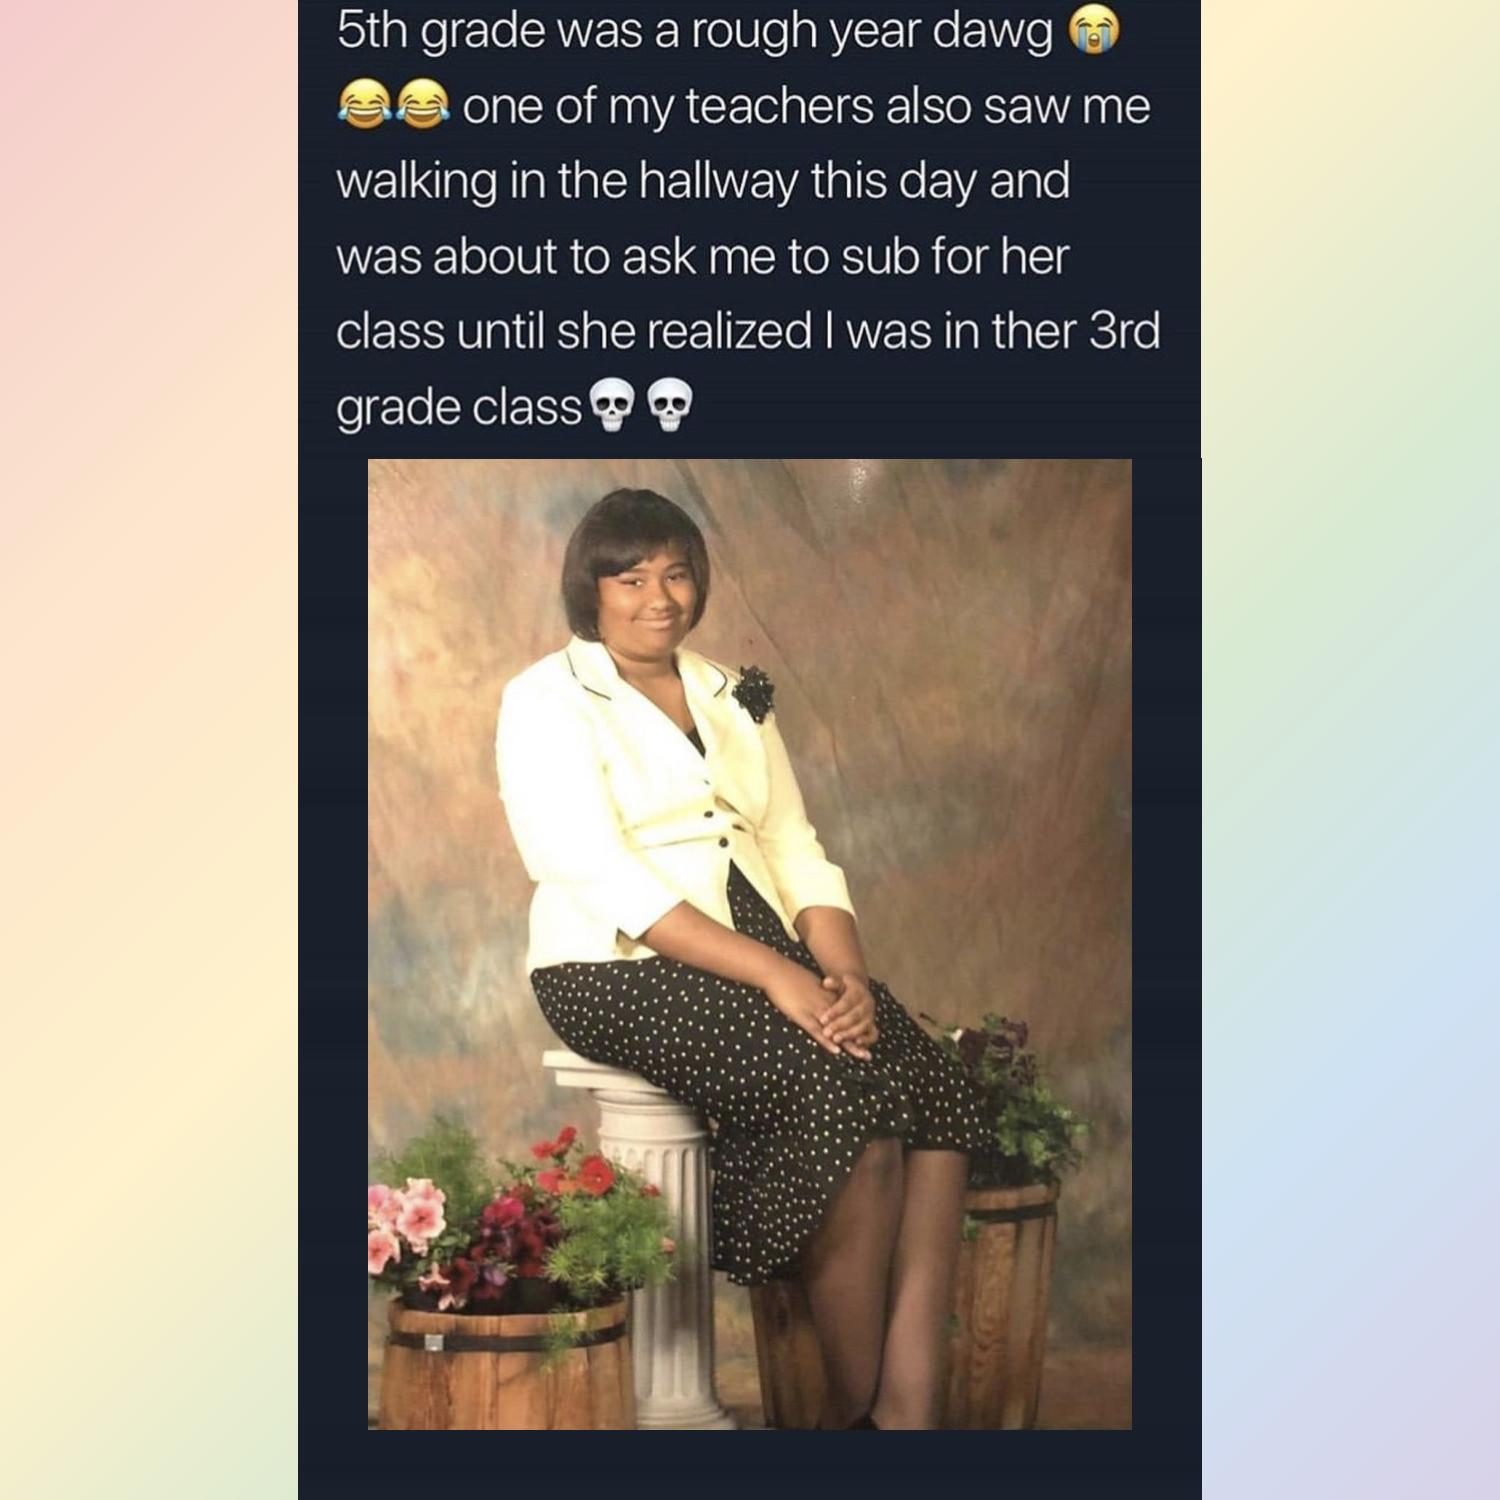 5th grade was a rough year dawg 😭
😂😂 one of my teachers also saw me
walking in the hallway this day and
was about to ask me to sub for her
class until she realized I was in ther 3rd
grade class💀💀